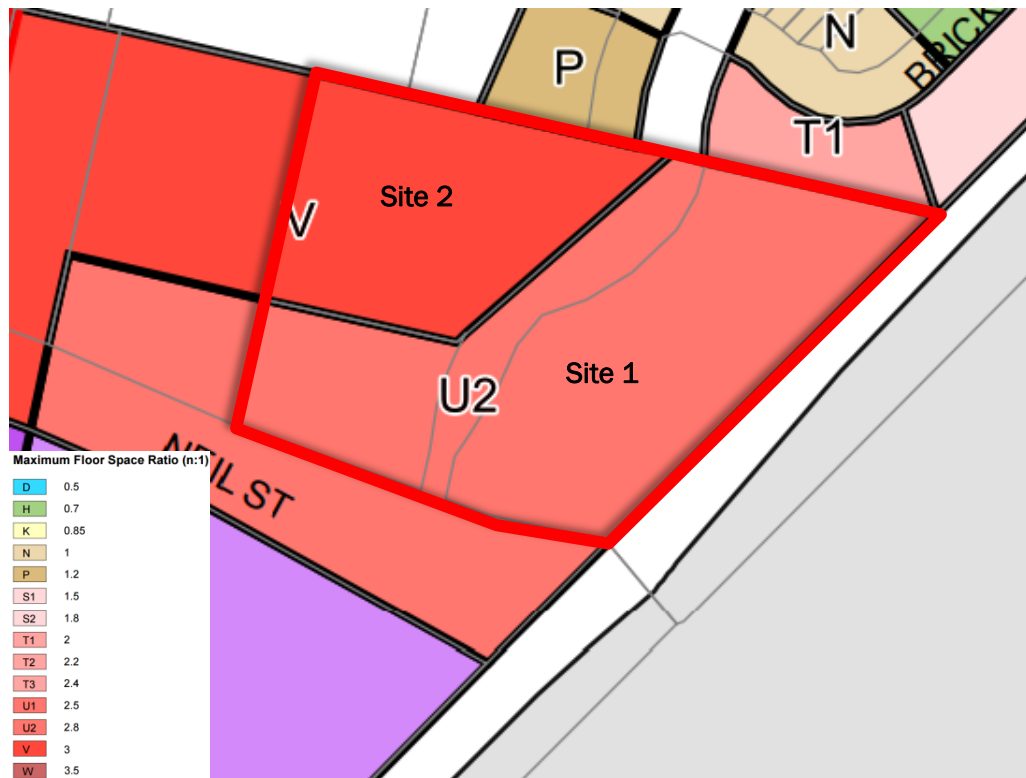 N
BRICK
P
T1
Site 2
V
Site 1
U2
NEIL ST
Maximum Floor Space Ratio (n:1)
D 0.5
H 0.7
K 0.85
N 1
P 1.2
S1 1.5
S2 1.8
T1 2
T2 2.2
T3 2.4
U1 2.5
U2 2.8
V 3
W 3.5